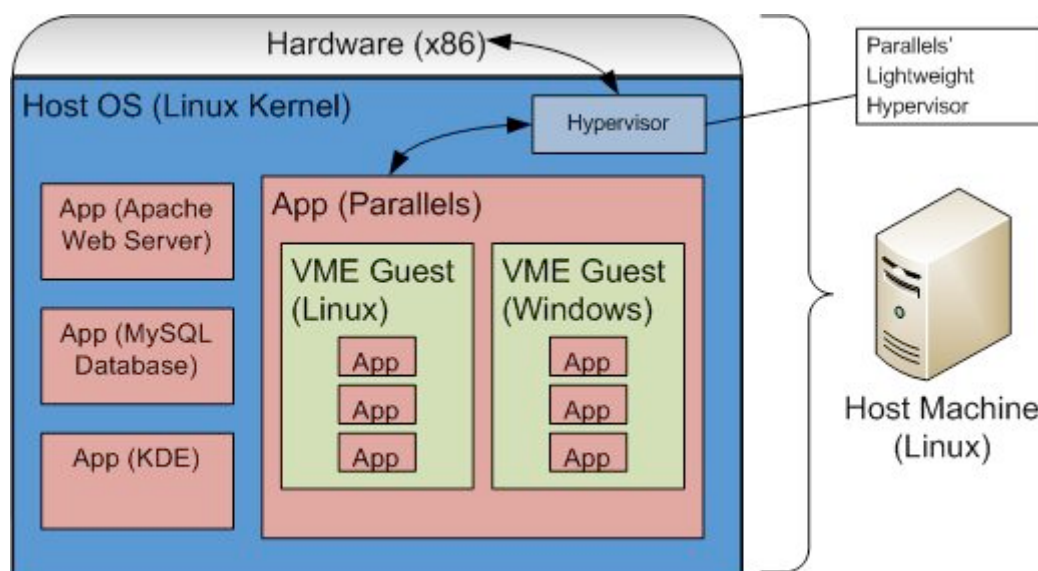 Hardware (x86)
Parallels'
Lightweight
Hypervisor
Host OS (Linux Kernel)
Hypervisor
App (Apache
Web Server)
App (MySQL
Database)
App (KDE)
App (Parallels)
VME Guest
(Linux)
App
App
App
VME Guest
(Windows)
App
App
App
Host Machine
(Linux)